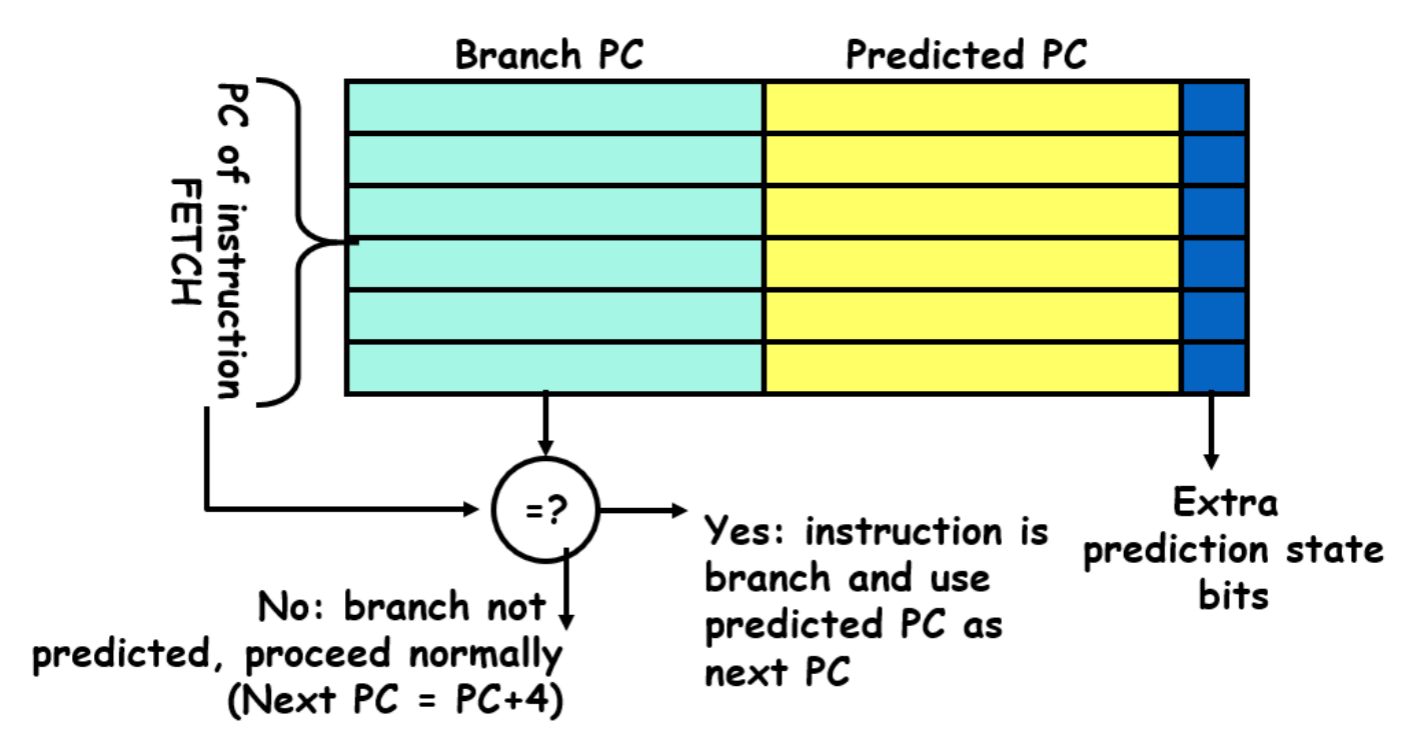 Branch PC
Predicted PC
PC of instruction
FETCH
=?
Yes: instruction is
branch and use
predicted PC as
next PC
No: branch not
predicted, proceed normally
(Next PC = PC+4)
Extra
prediction state
bits